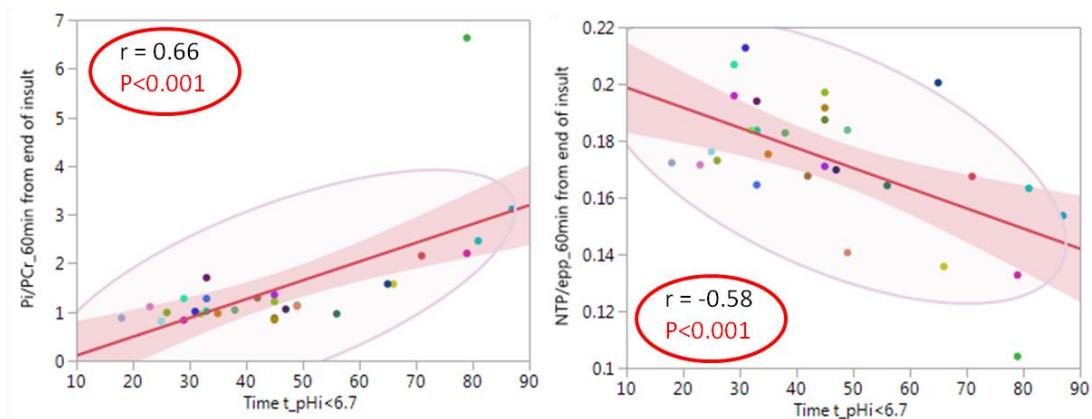 7
6
5
4
3
2
1
0
Pi/Cr_60min from end of insult
r = 0.66
P<0.001
10 20 30 40 50 60 70 80 90
Time t_pHi<6.7
0.22
0.2
0.18
0.16
0.14
0.12
0.1
NTP/epp_60min from end of insult
r = -0.58
P<0.001
10 20 30 40 50 60 70 80 90
Time t_pHi<6.7